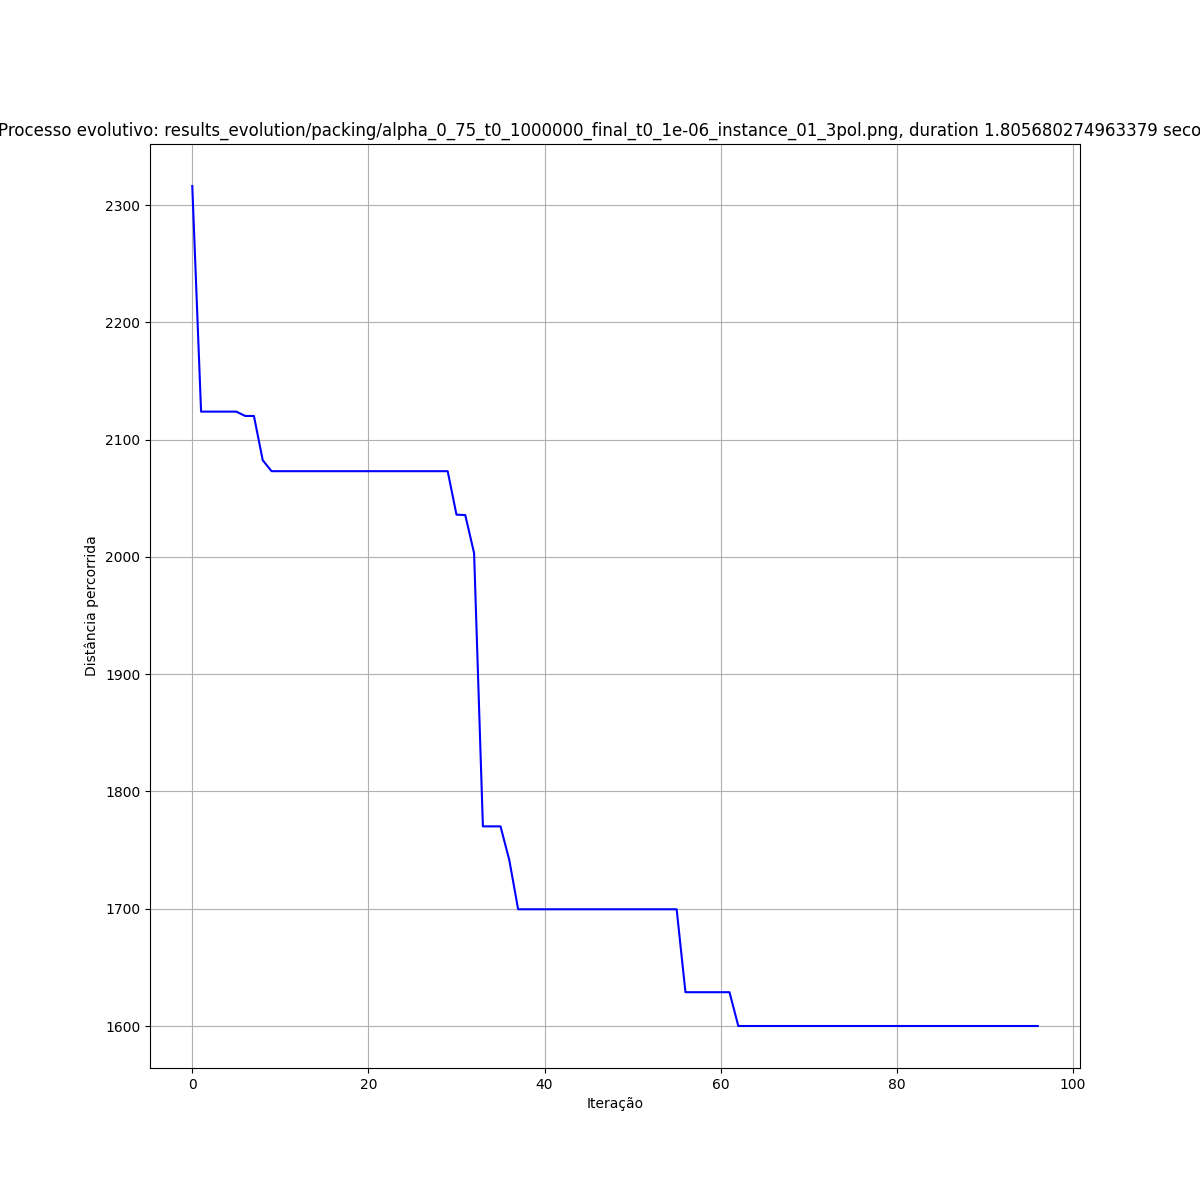 Processo evolutivo: results_evolution/packing/alpha_0_75_t0_1000000_final_t0_1e-06_instance_01_3pol.png, duration 1.805680274963379 seco
2300
2200
2100
2000
1900
1800
1700
1600
Distância percorrida
0 20 40 60 80 100
Iteração